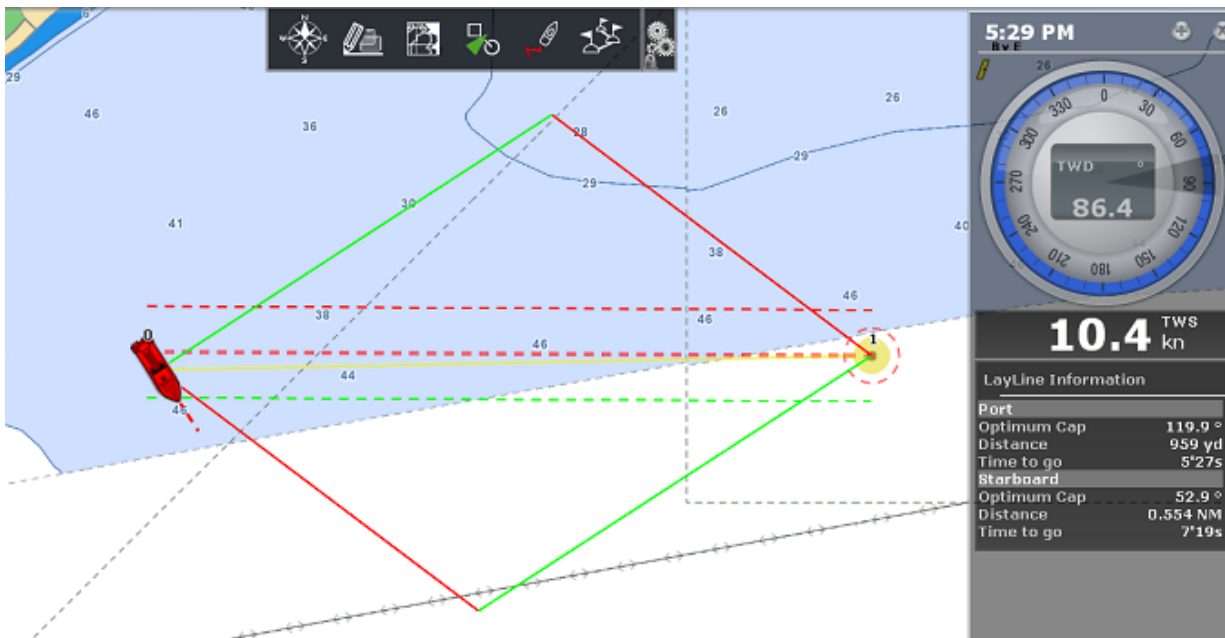 5:29 PM
B v E
TWD °
86.4
0
30
60
90
120
150
180
210
240
270
300
330
10.4 TWS kn
LayLine Information
Port
Optimum Cap 119.9 °
Distance 959 yd
Time to go 5'27s
Starboard
Optimum Cap 52.9 °
Distance 0.554 NM
Time to go 7'19s
6
29
46
36
28
26
26
26
29
29
30
41
38
40
38
46
46
46
44
46
0
1